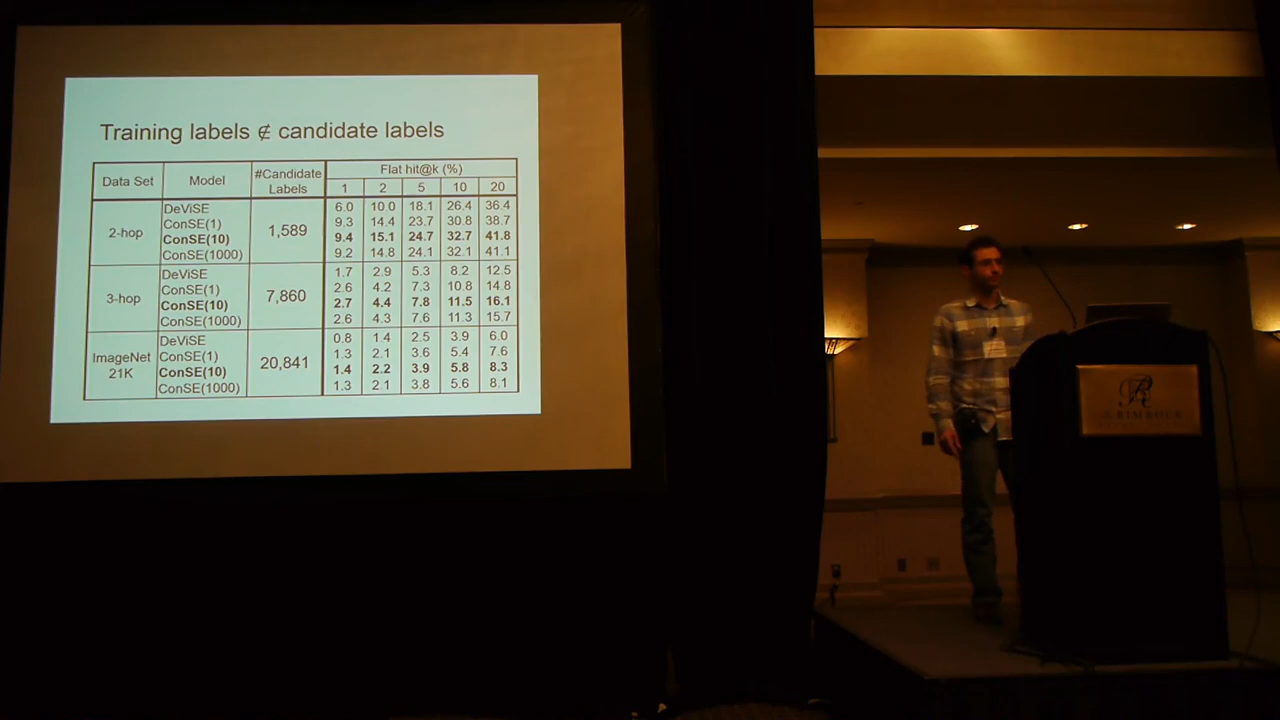 Training labels ∉ candidate labels
Data Set Model #Candidate Labels Flat hit@k (%)
1 2 5 10 20
2-hop 1,589
DeViSE 6.0 10.0 18.1 26.4 36.4
ConSE(1) 9.3 14.4 23.7 30.8 38.7
ConSE(10) 9.4 15.1 24.7 32.7 41.8
ConSE(1000) 9.2 14.8 24.1 32.1 41.1
3-hop 7,860
DeViSE 1.7 2.9 5.3 8.2 12.5
ConSE(1) 2.6 4.2 7.3 10.8 14.8
ConSE(10) 2.7 4.4 7.8 11.5 16.1
ConSE(1000) 2.6 4.3 7.6 11.3 15.7
ImageNet 21K 20,841
DeViSE 0.8 1.4 2.5 3.9 6.0
ConSE(1) 1.3 2.1 3.6 5.4 7.6
ConSE(10) 1.4 2.2 3.9 5.8 8.3
ConSE(1000) 1.3 2.1 3.8 5.6 8.1
RIMROCK